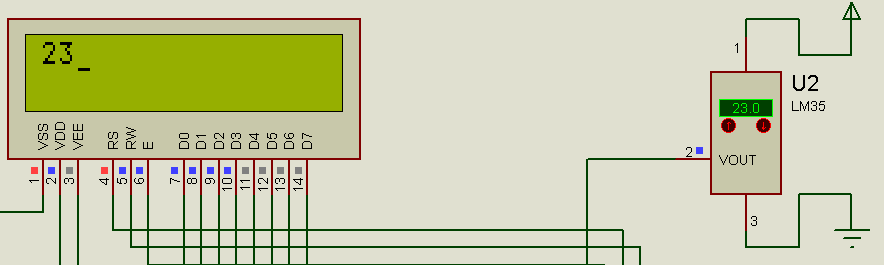 23_
VSS VDD VEE RS RW E D0 D1 D2 D3 D4 D5 D6 D7
1 2 3 4 5 6 7 8 9 10 11 12 13 14
1
U2
23.0
LM35
2
VOUT
3